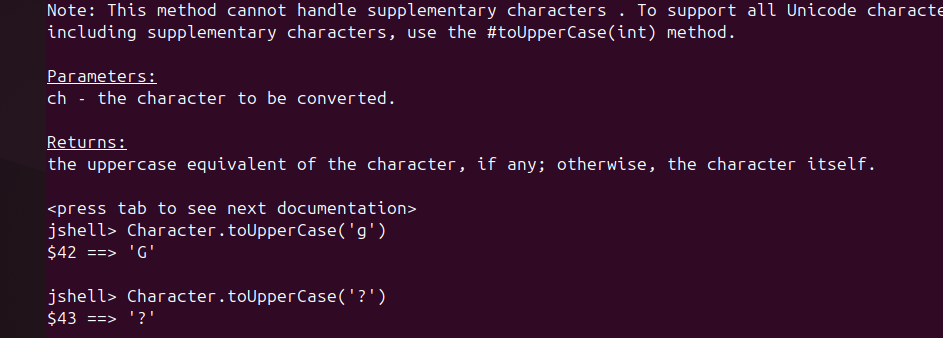 Note: This method cannot handle supplementary characters . To support all Unicode characte
including supplementary characters, use the #toUpperCase(int) method.
Parameters:
ch - the character to be converted.
Returns:
the uppercase equivalent of the character, if any; otherwise, the character itself.
<press tab to see next documentation>
jshell> Character.toUpperCase('g')
$42 ==> 'G'
jshell> Character.toUpperCase('?')
$43 ==> '?'